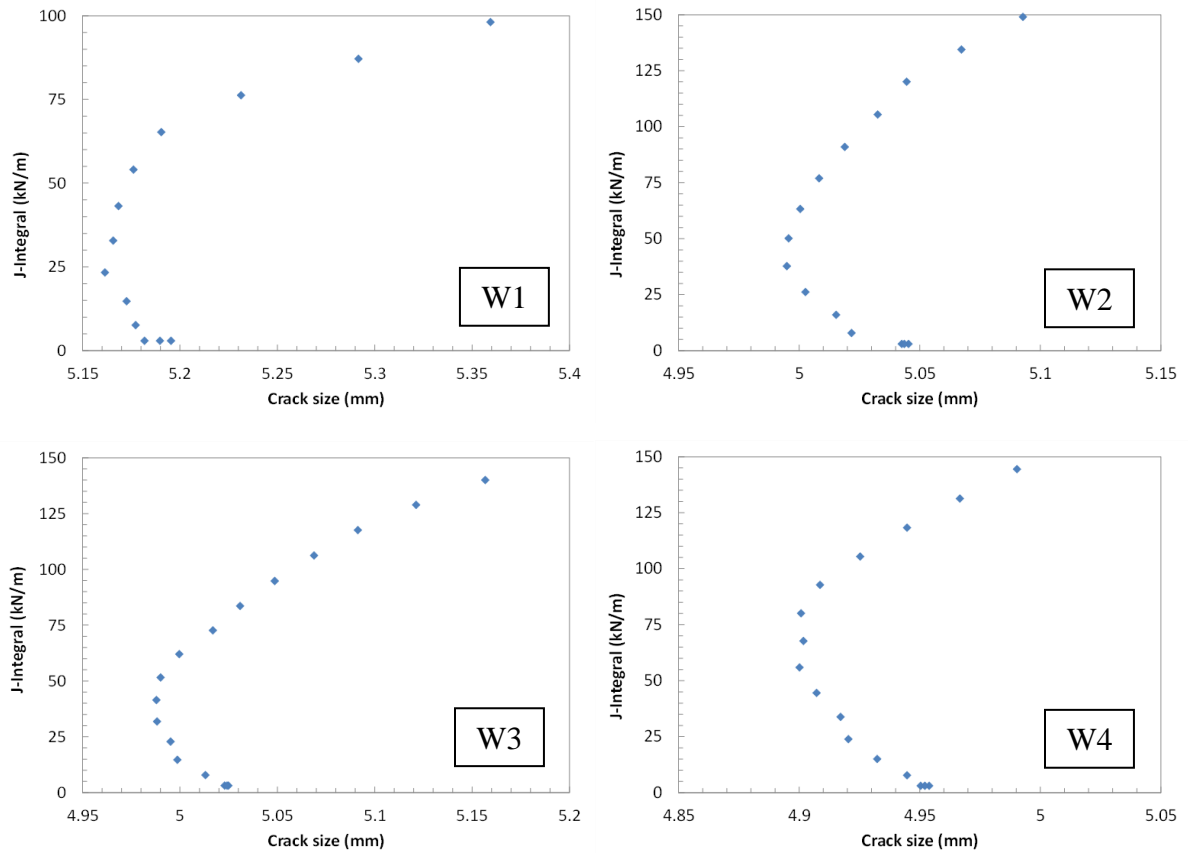 100
75
50
25
0
J-Integral (kN/m)
5.15 5.2 5.25 5.3 5.35 5.4
Crack size (mm)
W1
150
125
100
75
50
25
0
J-Integral (kN/m)
4.95 5 5.05 5.1 5.15
Crack size (mm)
W2
150
125
100
75
50
25
0
J-Integral (kN/m)
4.95 5 5.05 5.1 5.15 5.2
Crack size (mm)
W3
150
125
100
75
50
25
0
J-Integral (kN/m)
4.85 4.9 4.95 5 5.05
Crack size (mm)
W4